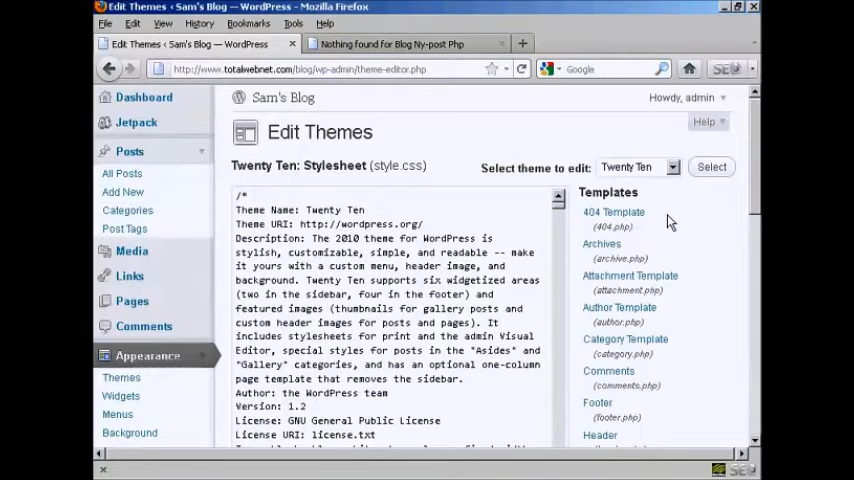 Edit Themes ‹ Sam's Blog — WordPress - Mozilla Firefox
File Edit View History Bookmarks Tools Help
Edit Themes ‹ Sam's Blog — WordPress
Nothing found for Blog Ny-post Php
http://www.totalwebnet.com/blog/wp-admin/theme-editor.php
Google
SEO
Dashboard
Jetpack
Posts
All Posts
Add New
Categories
Post Tags
Media
Links
Pages
Comments
Appearance
Themes
Widgets
Menus
Background
Sam's Blog
Howdy, admin
Help
Edit Themes
Twenty Ten: Stylesheet (style.css)
Select theme to edit: Twenty Ten Select
/*
Theme Name: Twenty Ten
Theme URI: http://wordpress.org/
Description: The 2010 theme for WordPress is
stylish, customizable, simple, and readable -- make
it yours with a custom menu, header image, and
background. Twenty Ten supports six widgetized areas
(two in the sidebar, four in the footer) and
featured images (thumbnails for gallery posts and
custom header images for posts and pages). It
includes stylesheets for print and the admin Visual
Editor, special styles for posts in the "Asides" and
"Gallery" categories, and has an optional one-column
page template that removes the sidebar.
Author: the WordPress team
Version: 1.2
License: GNU General Public License
License URI: license.txt
Templates
404 Template
(404.php)
Archives
(archive.php)
Attachment Template
(attachment.php)
Author Template
(author.php)
Category Template
(category.php)
Comments
(comments.php)
Footer
(footer.php)
Header
SEO